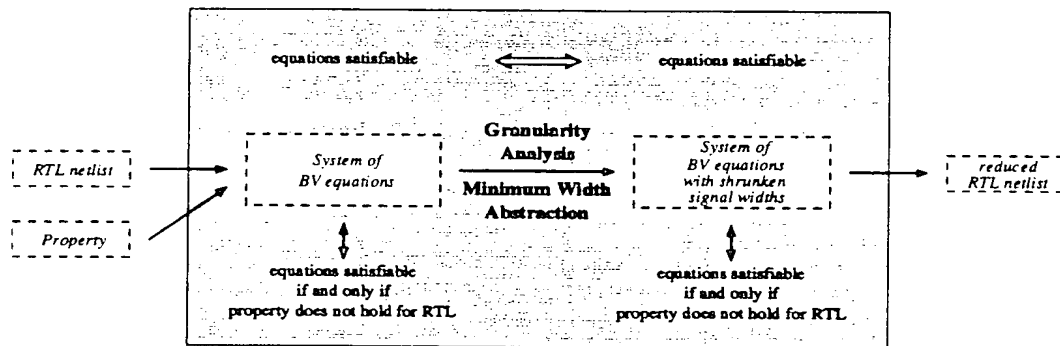 equations satisfiable
equations satisfiable
Granularity
Analysis
Minimum Width
Abstraction
RTL netlist
Property
System of
BV equations
System of
BV equations
with shrunken
signal widths
reduced
RTL netlist
equations satisfiable
if and only if
property does not hold for RTL
equations satisfiable
if and only if
property does not hold for RTL